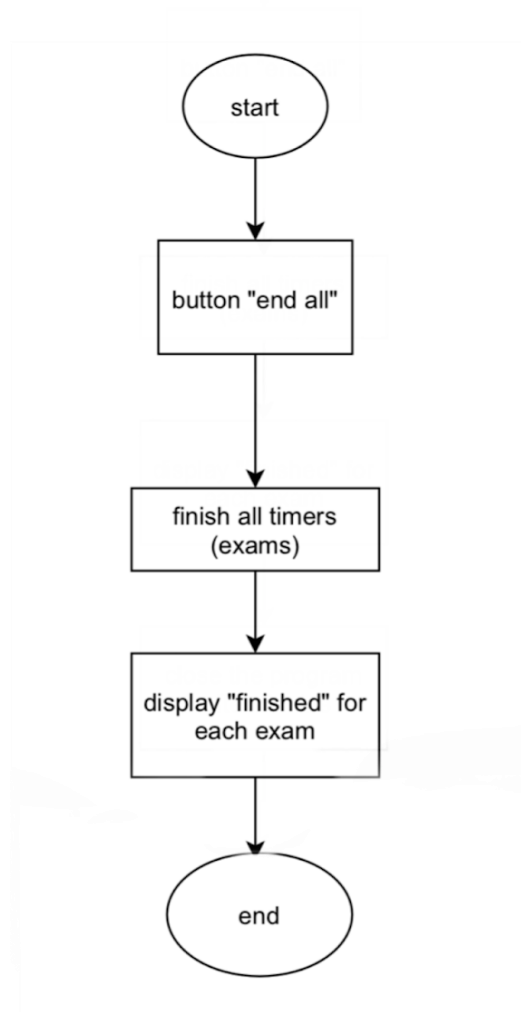 start
button "end all"
finish all timers
(exams)
display "finished" for
each exam
end